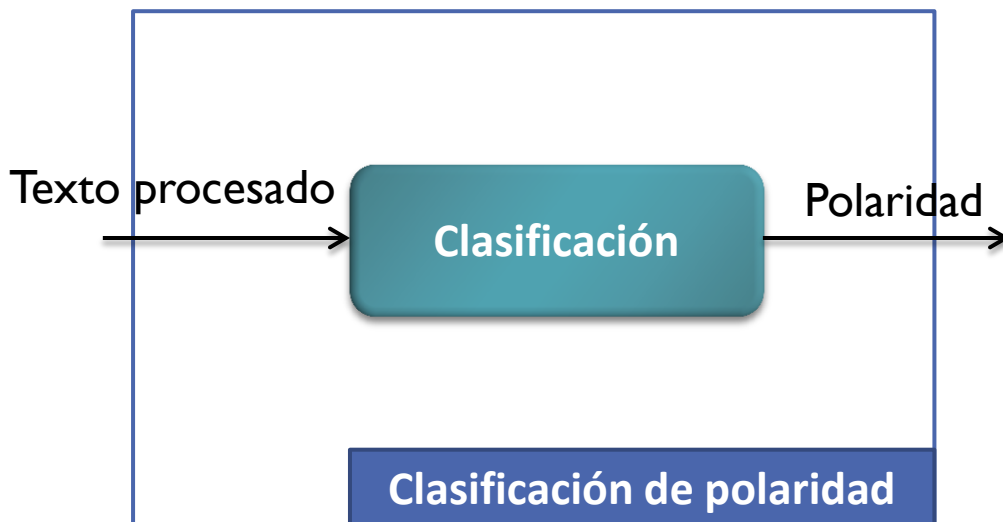 Texto procesado
Clasificación
Polaridad
Clasificación de polaridad